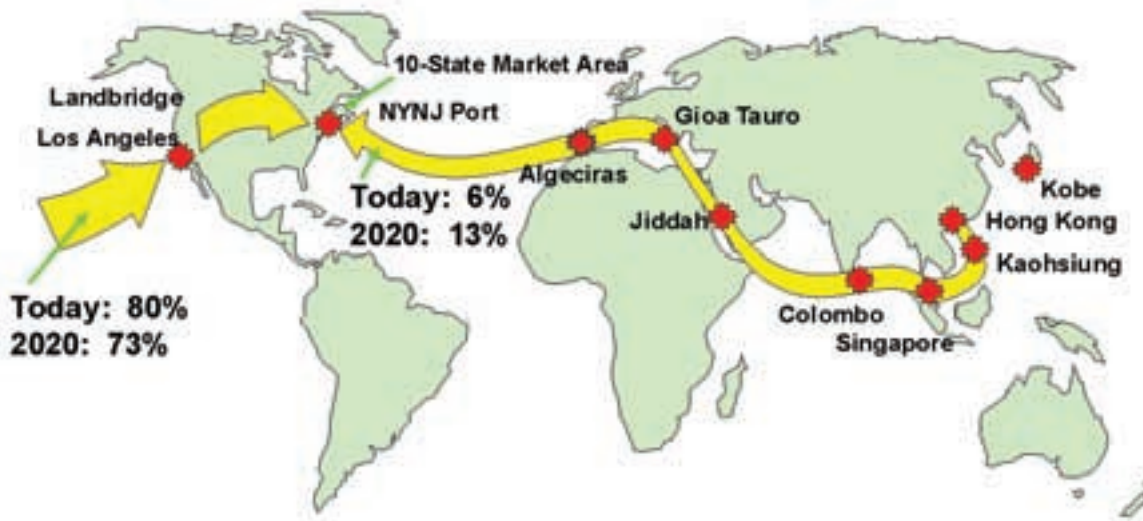 10-State Market Area
Landbridge
NYNJ Port
Los Angeles
Gioa Tauro
Algeciras
Today: 6%
2020: 13%
Kobe
Jiddah
Hong Kong
Kaohsiung
Today: 80%
2020: 73%
Colombo
Singapore